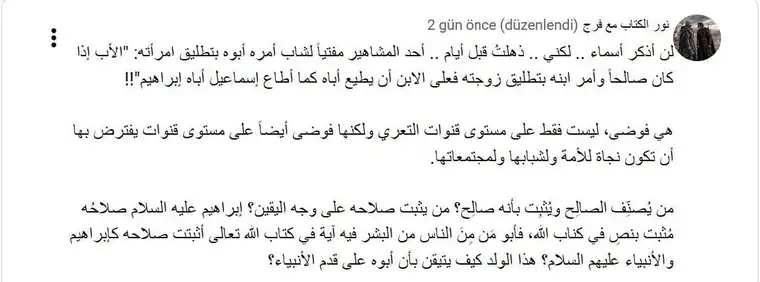 نور الكتاب مع فرج 2 gün önce (düzenlendi)
لن أذكر أسماء .. لكني .. ذهلتُ قبل أيام .. أحد المشاهير مفتياً لشاب أمره أبوه بتطليق امرأته: "الأب إذا
كان صالحاً وأمر ابنه بتطليق زوجته فعلى الابن أن يطيع أباه كما أطاع إسماعيل أباه إبراهيم"!!
هي فوضى، ليست فقط على مستوى قنوات التعري ولكنها فوضى أيضاً على مستوى قنوات يفترض بها
أن تكون نجاة للأمة ولشبابها ولمجتمعاتها.
من يُصنِّف الصالِح ويُثبِت بأنه صالِح؟ من يثبت صلاحه على وجه اليقين؟ إبراهيم عليه السلام صلاحُه
مُثبت بنصٍ في كناب الله، فأبو مَن مِنَ الناس من البشر فيه آية في كتاب الله تعالى أثبتت صلاحه كإبراهيم
والأنبياء عليهم السلام؟ هذا الولد كيف يتيقن بأن أبوه على قدم الأنبياء؟